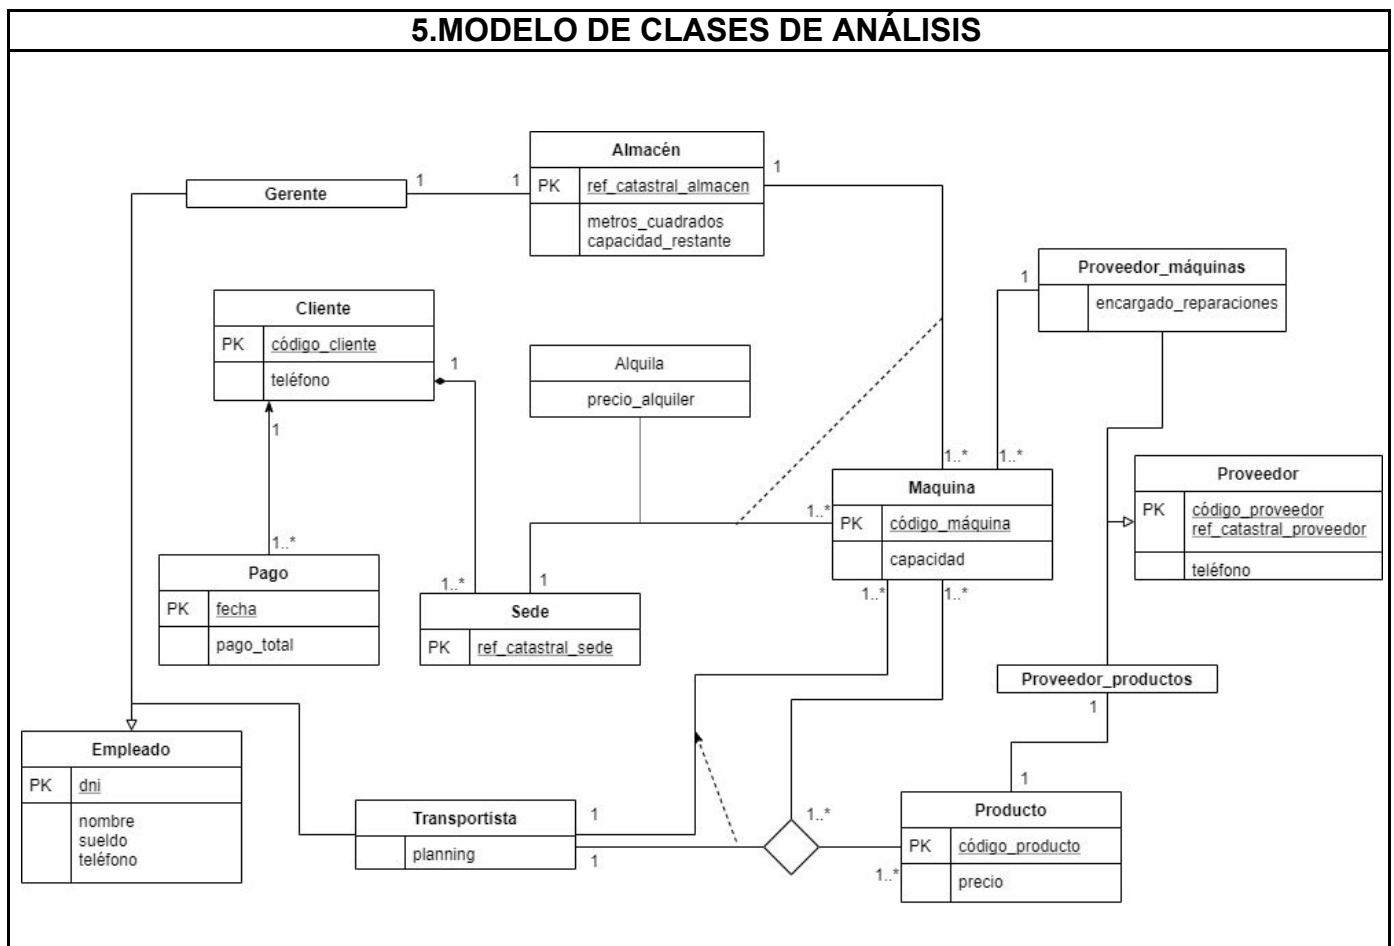 5.MODELO DE CLASES DE ANÁLISIS
Almacén
PK ref_catastral_almacen
metros_cuadrados
capacidad_restante
1
1
1
Gerente
Proveedor_máquinas
encargado_reparaciones
1
Cliente
PK código_cliente
teléfono
1
1
Alquila
precio_alquiler
1..*
1..*
Maquina
PK código_máquina
capacidad
1..*
1..*
1..*
Proveedor
PK código_proveedor
ref_catastral_proveedor
teléfono
1..*
Pago
PK fecha
pago_total
1..*
1
Sede
PK ref_catastral_sede
Proveedor_productos
1
Empleado
PK dni
nombre
sueldo
teléfono
Transportista
planning
1
1
1..*
1
Producto
PK código_producto
precio
1..*